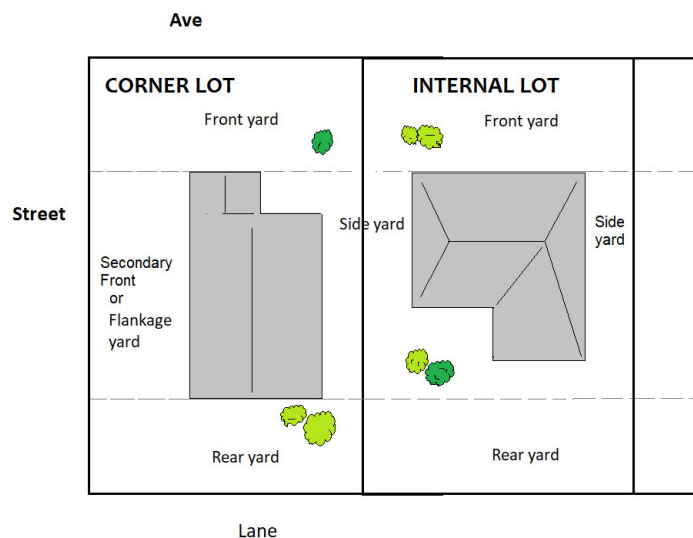 Ave
CORNER LOT
INTERNAL LOT
Front yard
Front yard
Street
Side yard
Side
yard
Secondary
Front
or
Flankage
yard
Rear yard
Rear yard
Lane